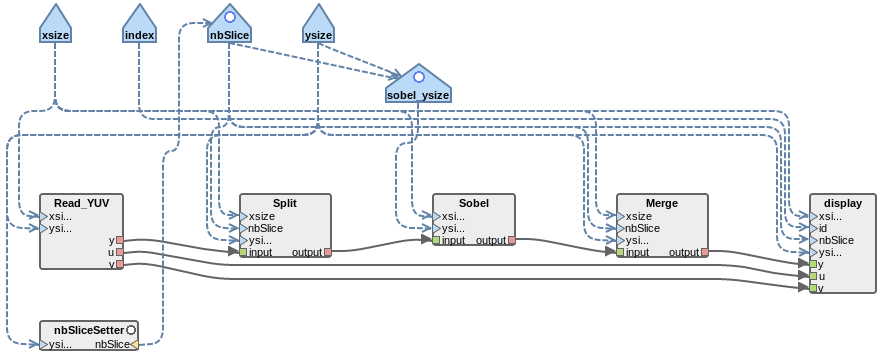 xsize
index
nbSlice
ysize
sobel_ysize
Read_YUV
xsi...
ysi...
y
u
v
Split
xsize
nbSlice
ysi...
input output
Sobel
xsi...
ysi...
input output
Merge
xsize
nbSlice
ysi...
input output
display
xsi...
id
nbSlice
ysi...
y
u
v
nbSliceSetter
ysi... nbSlice